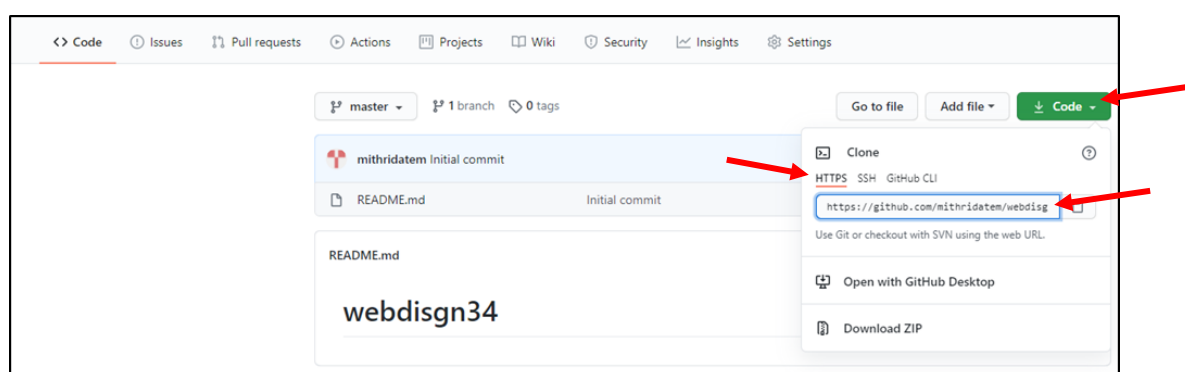 <> Code Issues Pull requests Actions Projects Wiki Security Insights Settings
master 1 branch 0 tags Go to file Add file Code
mithridatem Initial commit
README.md Initial commit
Clone
HTTPS SSH GitHub CLI
https://github.com/mithridatem/webdisg
Use Git or checkout with SVN using the web URL.
Open with GitHub Desktop
Download ZIP
README.md
webdisgn34